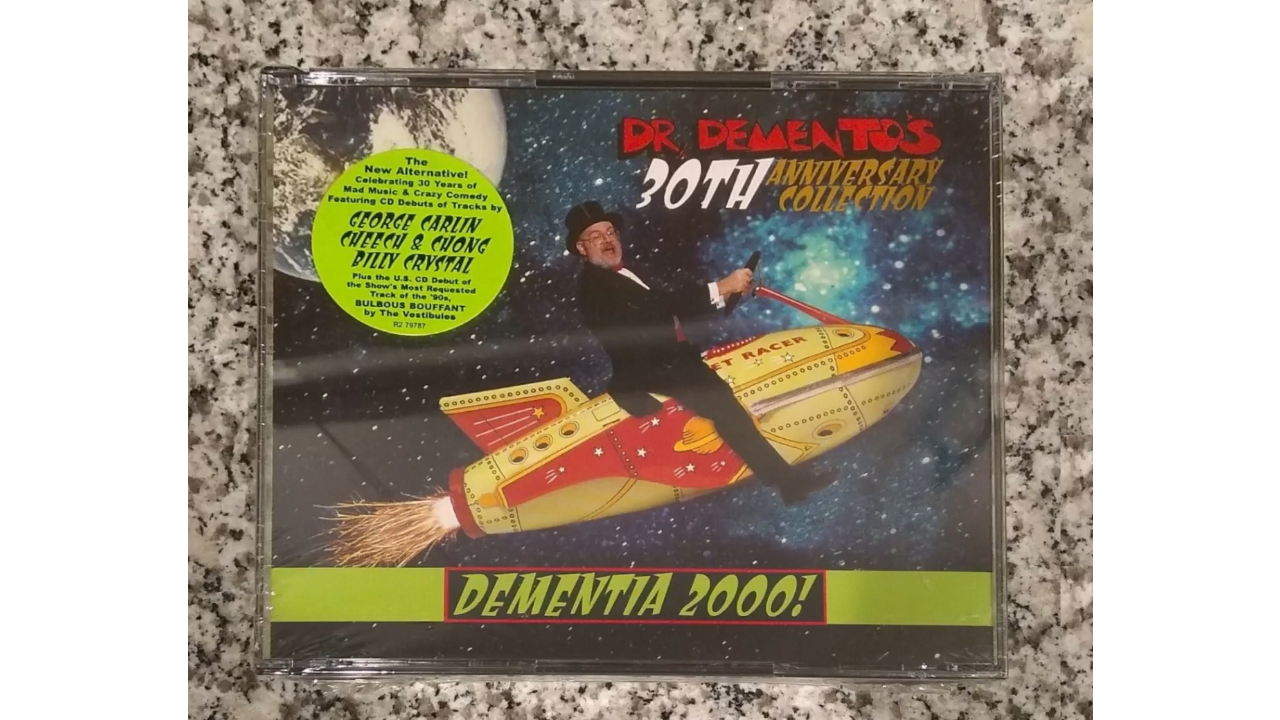 DR. DEMENTO'S
30TH ANNIVERSARY
COLLECTION
The
New Alternative!
Celebrating 30 Years of
Mad Music & Crazy Comedy
Featuring CD Debuts of Tracks by
GEORGE CARLIN
CHEECH & CHONG
BILLY CRYSTAL
Plus the U.S. CD Debut of
the Show's Most Requested
Track of the '90s,
BULBOUS BOUFFANT
by The Vestibules
R2 79787
ET RACER
DEMENTIA 2000!